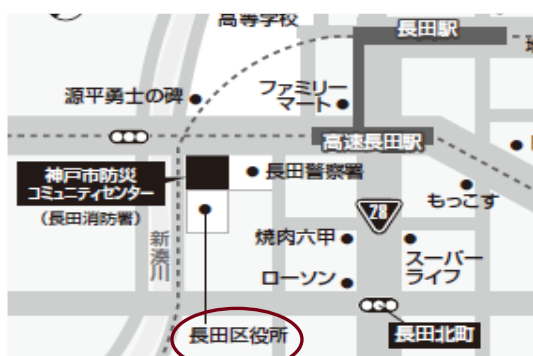 高等学校
長田駅
源平勇士の碑
ファミリー
マート
高速長田駅
神戸市防災
コミュニティセンター
(長田消防署)
長田警察署
もっこす
28
新湊川
焼肉六甲
スーパー
ライフ
ローソン
長田区役所
長田北町